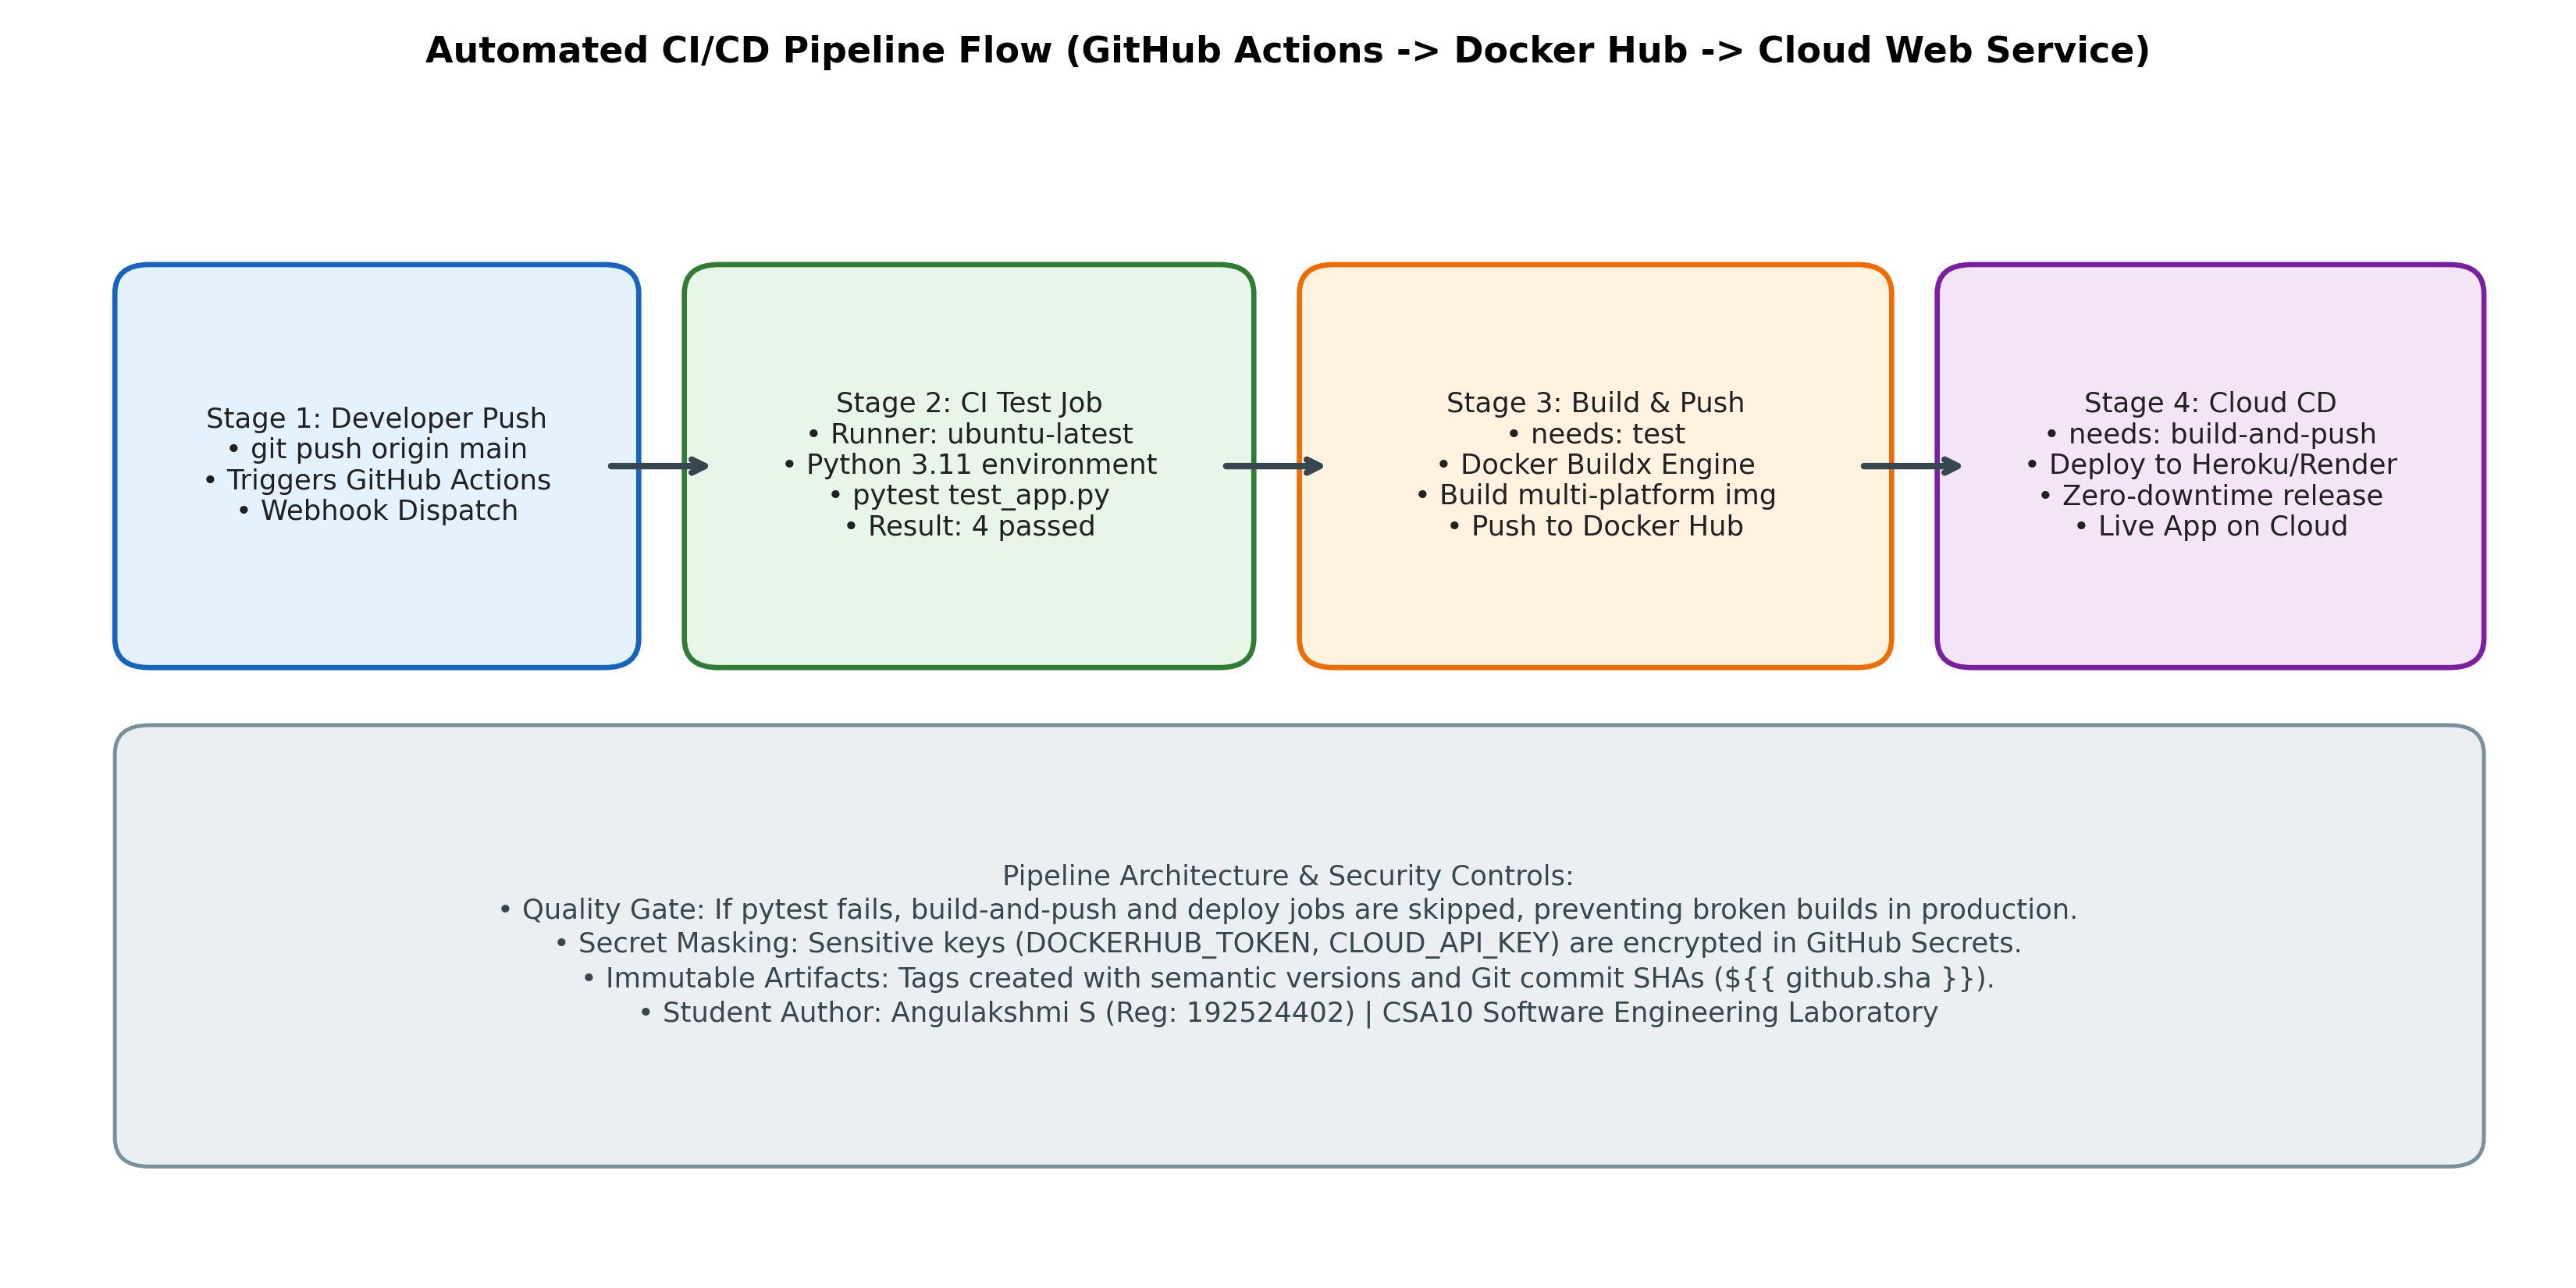 Automated CI/CD Pipeline Flow (GitHub Actions -> Docker Hub -> Cloud Web Service)
Stage 1: Developer Push
• git push origin main
• Triggers GitHub Actions
• Webhook Dispatch
Stage 2: CI Test Job
• Runner: ubuntu-latest
• Python 3.11 environment
• pytest test_app.py
• Result: 4 passed
Stage 3: Build & Push
• needs: test
• Docker Buildx Engine
• Build multi-platform img
• Push to Docker Hub
Stage 4: Cloud CD
• needs: build-and-push
• Deploy to Heroku/Render
• Zero-downtime release
• Live App on Cloud
Pipeline Architecture & Security Controls:
• Quality Gate: If pytest fails, build-and-push and deploy jobs are skipped, preventing broken builds in production.
• Secret Masking: Sensitive keys (DOCKERHUB_TOKEN, CLOUD_API_KEY) are encrypted in GitHub Secrets.
• Immutable Artifacts: Tags created with semantic versions and Git commit SHAs (${{ github.sha }}).
• Student Author: Angulakshmi S (Reg: 192524402) | CSA10 Software Engineering Laboratory